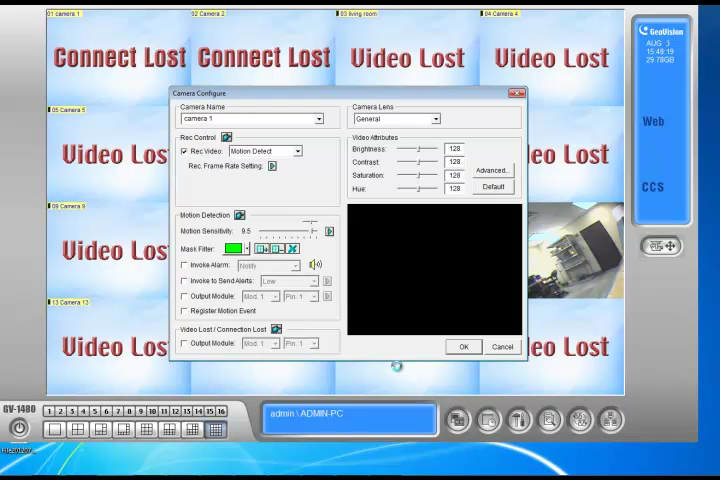 01 camera 1
02 Camera 2
03 living room
04 Camera 4
Connect Lost
Connect Lost
Video Lost
Video Lost
GeoVision
AUG 3
15:48:19
29.78GB
Web
CCS
Camera Configure
Camera Name
camera 1
Rec Control
Rec Video:
Motion Detect
Rec. Frame Rate Setting:
Motion Detection
Motion Sensitivity:
9.5
Mask Filter:
Invoke Alarm:
Notify
Invoke to Send Alerts:
Low
Output Module:
Mod. 1
Pin. 1
Register Motion Event
Video Lost / Connection Lost
Output Module:
Mod. 1
Pin. 1
Camera Lens
General
Video Attributes
Brightness:
128
Contrast:
128
Saturation:
128
Hue:
128
Advanced...
Default
OK
Cancel
05 Camera 5
Video Los
eo Lost
09 Camera 9
Video Los
13 Camera 13
Video Los
eo Lost
GV-1480
1 2 3 4 5 6 7 8 9 10 11 12 13 14 15 16
admin \ ADMIN-PC